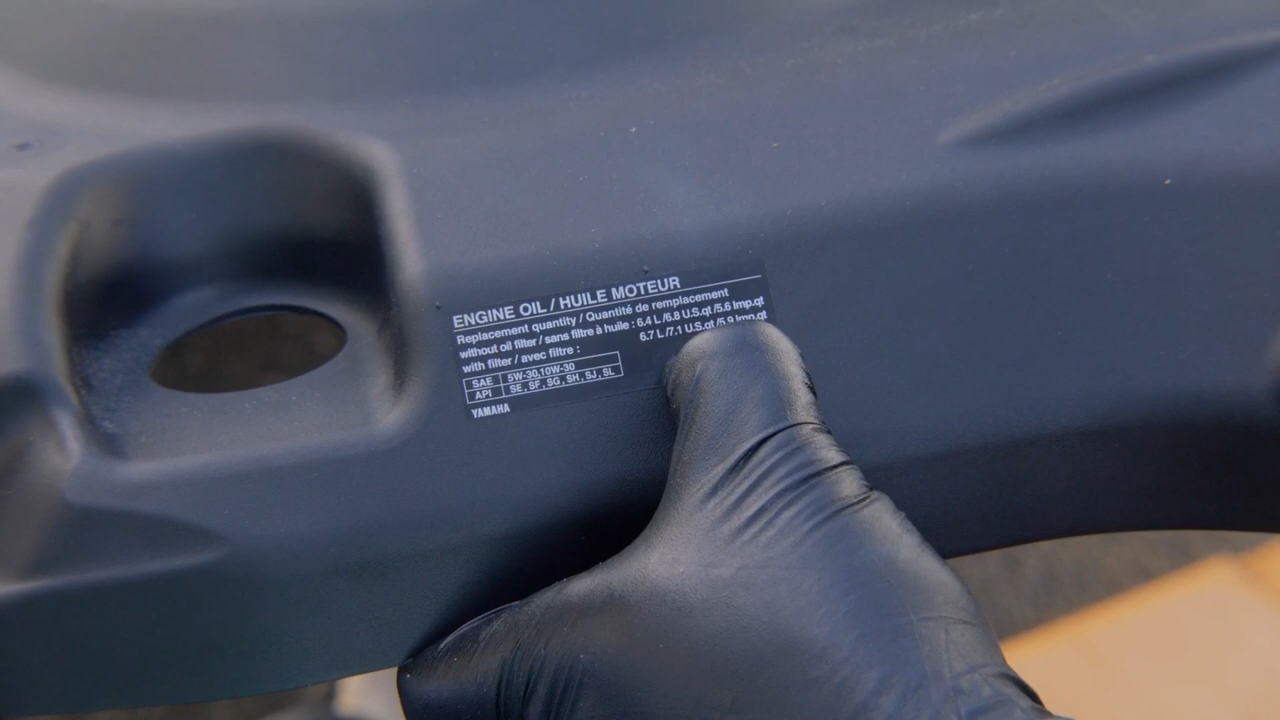 ENGINE OIL / HUILE MOTEUR
Replacement quantity / Quantité de remplacement
without oil filter / sans filtre à huile : 6.4 L /6.8 U.S.qt /5.6 Imp.qt
with filter / avec filtre : 6.7 L /7.1 U.S.qt /5.9 Imp.qt
SAE 5W-30,10W-30
API SE, SF, SG, SH, SJ, SL
YAMAHA